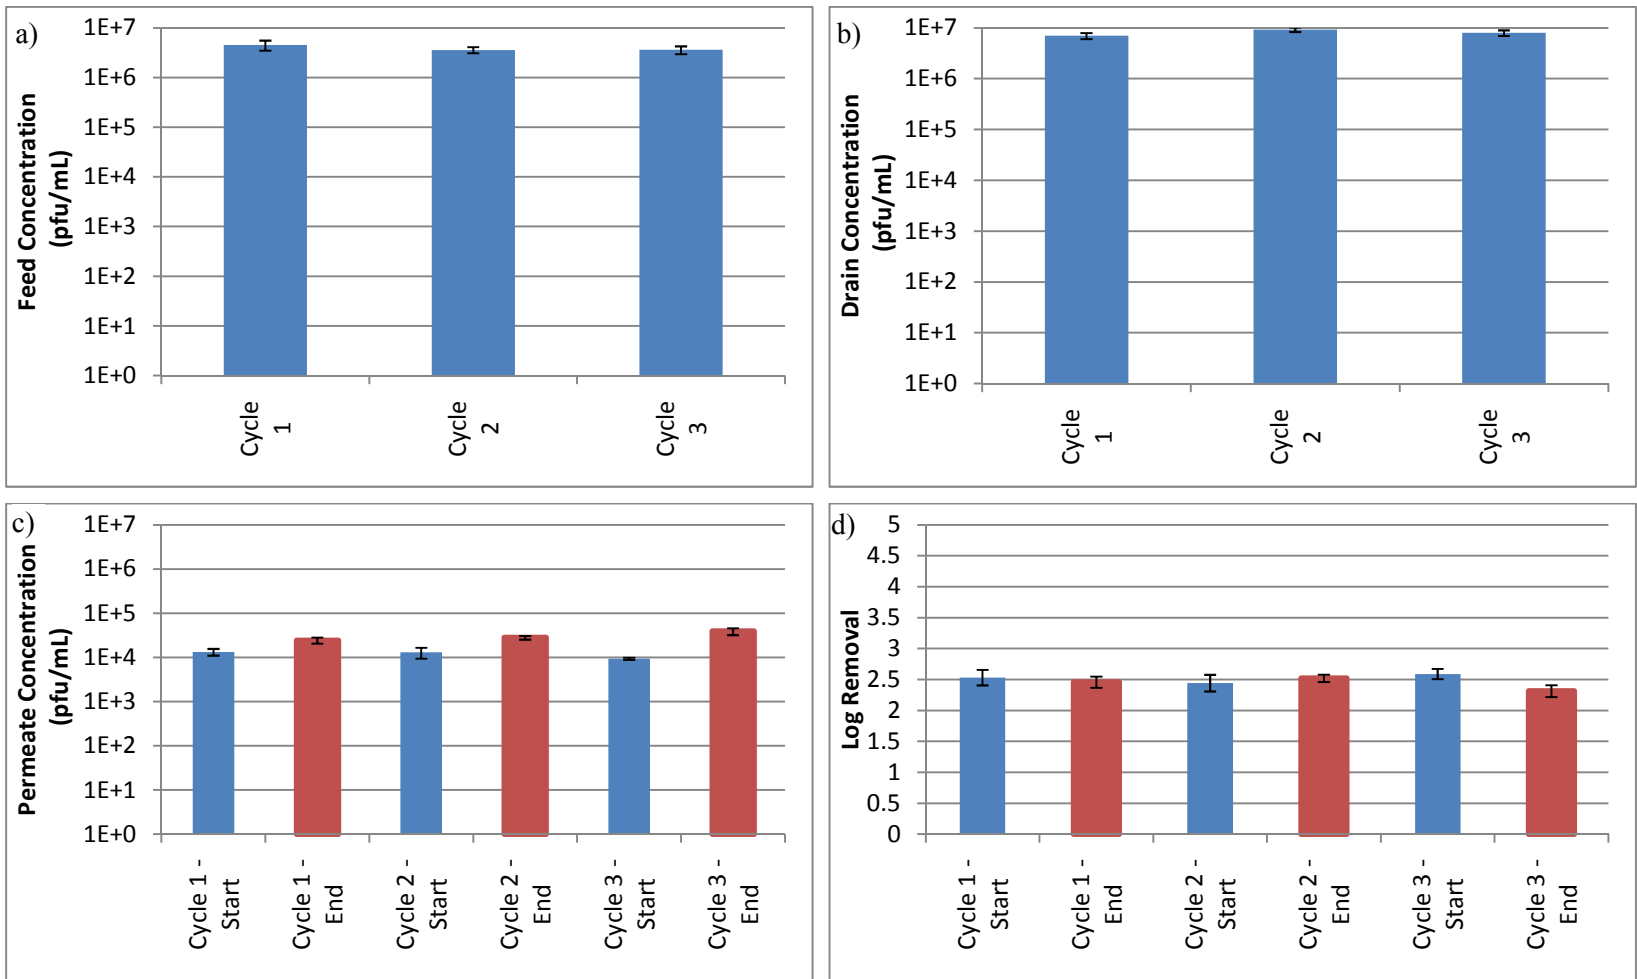 a)
Feed Concentration
(pfu/mL)
1E+7
1E+6
1E+5
1E+4
1E+3
1E+2
1E+1
1E+0
Cycle
1
Cycle
2
Cycle
3
b)
Drain Concentration
(pfu/mL)
1E+7
1E+6
1E+5
1E+4
1E+3
1E+2
1E+1
1E+0
Cycle
1
Cycle
2
Cycle
3
c)
Permeate Concentration
(pfu/mL)
1E+7
1E+6
1E+5
1E+4
1E+3
1E+2
1E+1
1E+0
Cycle 1 -
Start
Cycle 1 -
End
Cycle 2 -
Start
Cycle 2 -
End
Cycle 3 -
Start
Cycle 3 -
End
d)
Log Removal
5
4.5
4
3.5
3
2.5
2
1.5
1
0.5
0
Cycle 1 -
Start
Cycle 1 -
End
Cycle 2 -
Start
Cycle 2 -
End
Cycle 3 -
Start
Cycle 3 -
End